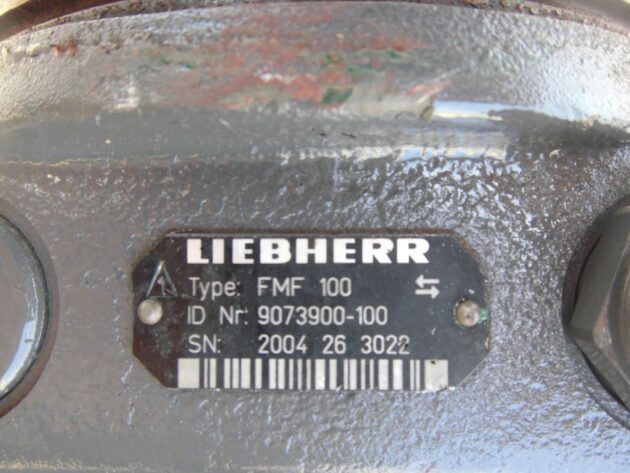 LIEBHERR
Type: FMF 100
ID Nr: 9073900-100
SN: 2004 26 3022